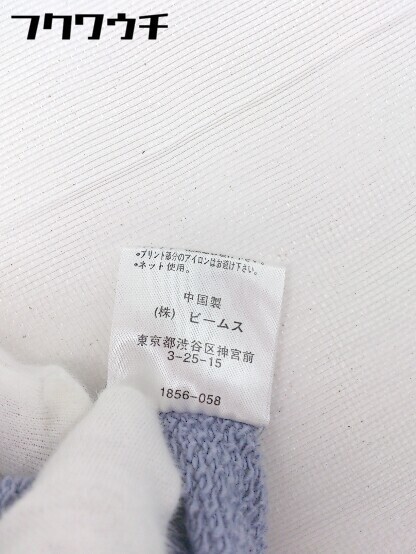 フクワウチ
•プリント部分のアイロンはお避け下さい。
•ネット使用。
中国製
(株) ビームス
東京都渋谷区神宮前
3-25-15
1856-058